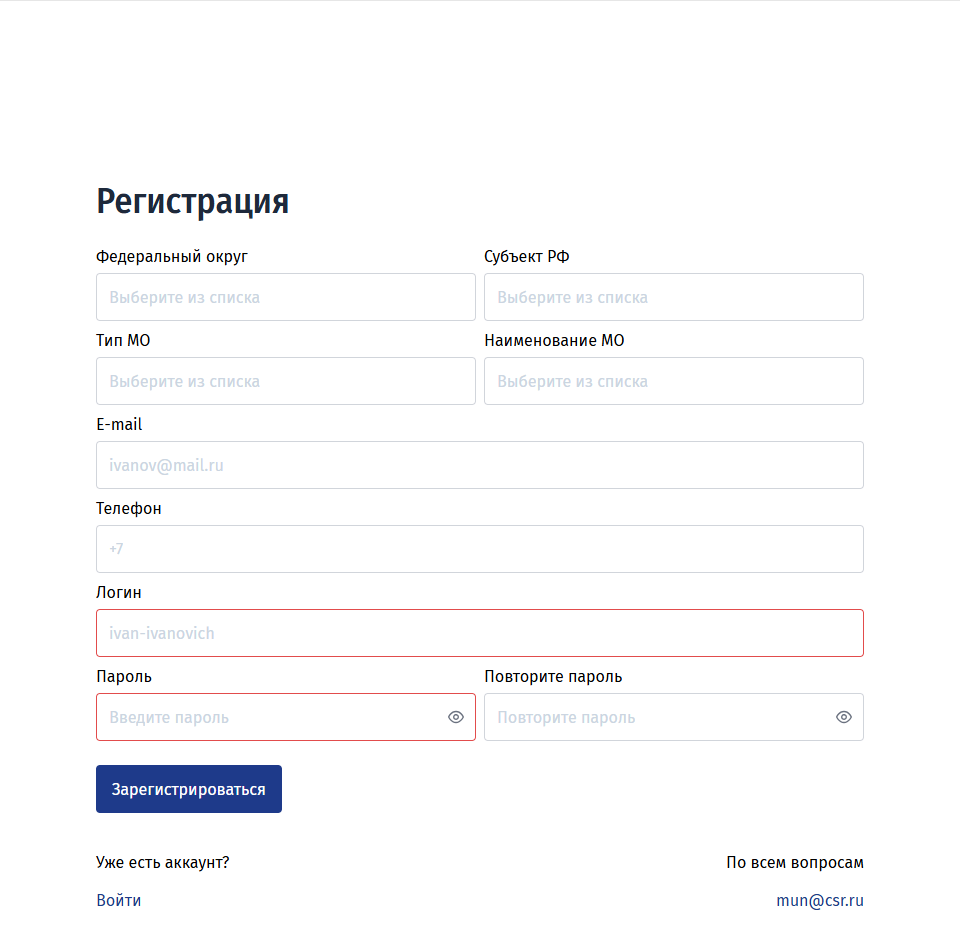 Регистрация
Федеральный округ Субъект РФ
Выберите из списка Выберите из списка
Тип МО Наименование МО
Выберите из списка Выберите из списка
E-mail
ivanov@mail.ru
Телефон
+7
Логин
ivan-ivanovich
Пароль Повторите пароль
Введите пароль Повторите пароль
Зарегистрироваться
Уже есть аккаунт? По всем вопросам
Войти mun@csr.ru